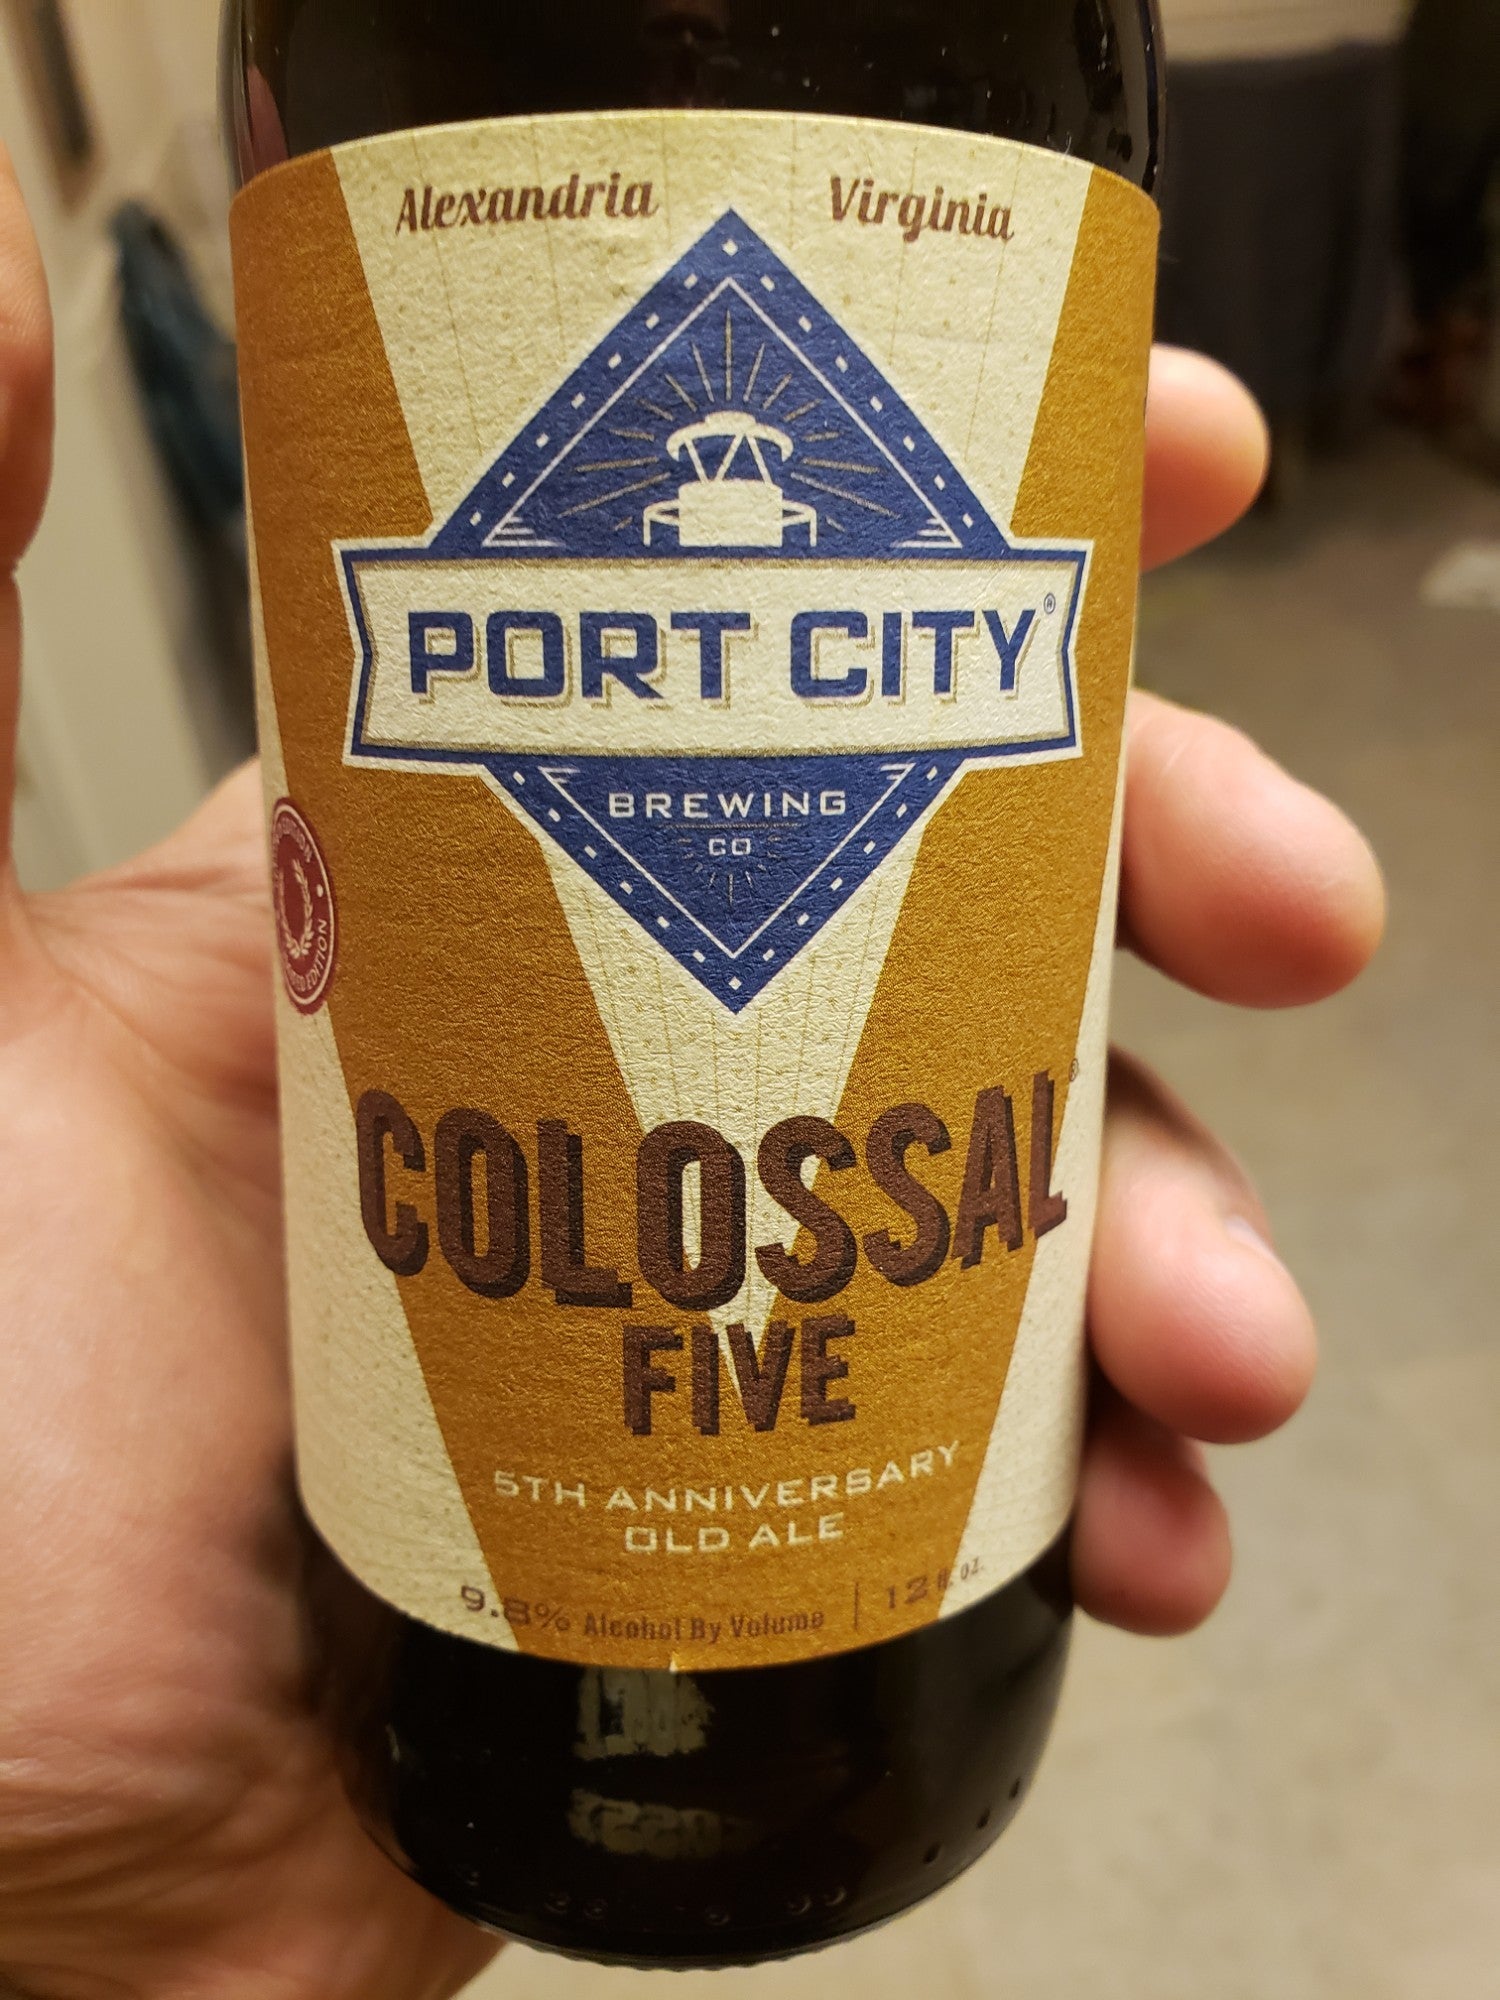 Alexandria Virginia
PORT CITY®
BREWING
CO
EDITION
COLOSSAL®
FIVE
5TH ANNIVERSARY
OLD ALE
9.8% Alcohol By Volume | 12 fl. oz.